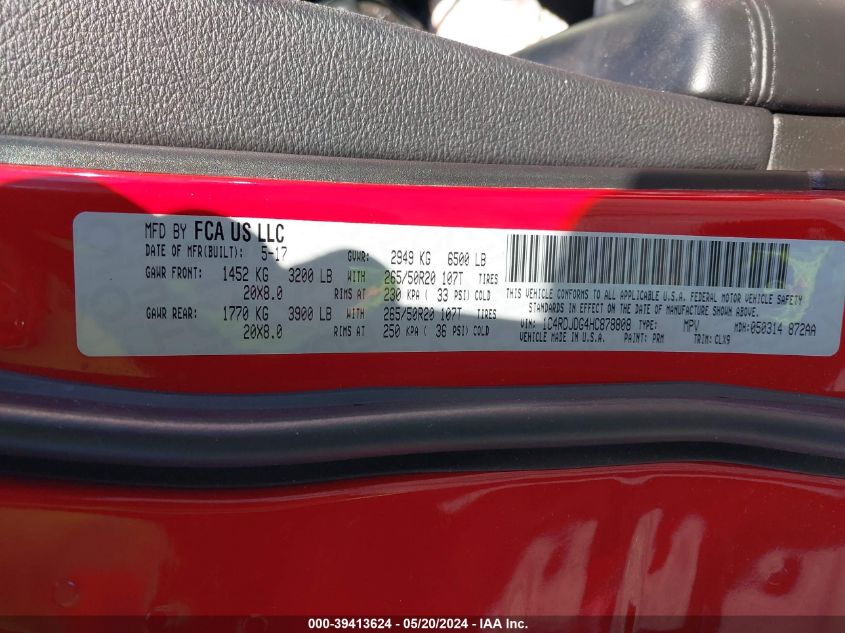 MFD BY FCA US LLC
DATE OF MFR(BUILT): 5-17 GVWR: 2949 KG 6500 LB
GAWR FRONT: 1452 KG 3200 LB WITH 265/50R20 107T TIRES
20X8.0 RIMS AT 230 KPA ( 33 PSI) COLD
GAWR REAR: 1770 KG 3900 LB WITH 265/50R20 107T TIRES
20X8.0 RIMS AT 250 KPA ( 36 PSI) COLD
THIS VEHICLE CONFORMS TO ALL APPLICABLE U.S.A. FEDERAL MOTOR VEHICLE SAFETY
STANDARDS IN EFFECT ON THE DATE OF MANUFACTURE SHOWN ABOVE.
VIN: 1C4RDJDG4HC878808 TYPE: MPV MDH:050314 872AA
VEHICLE MADE IN U.S.A. PAINT: PRM TRIM: CLX9
000-39413624 — 05/20/2024 — IAA Inc.